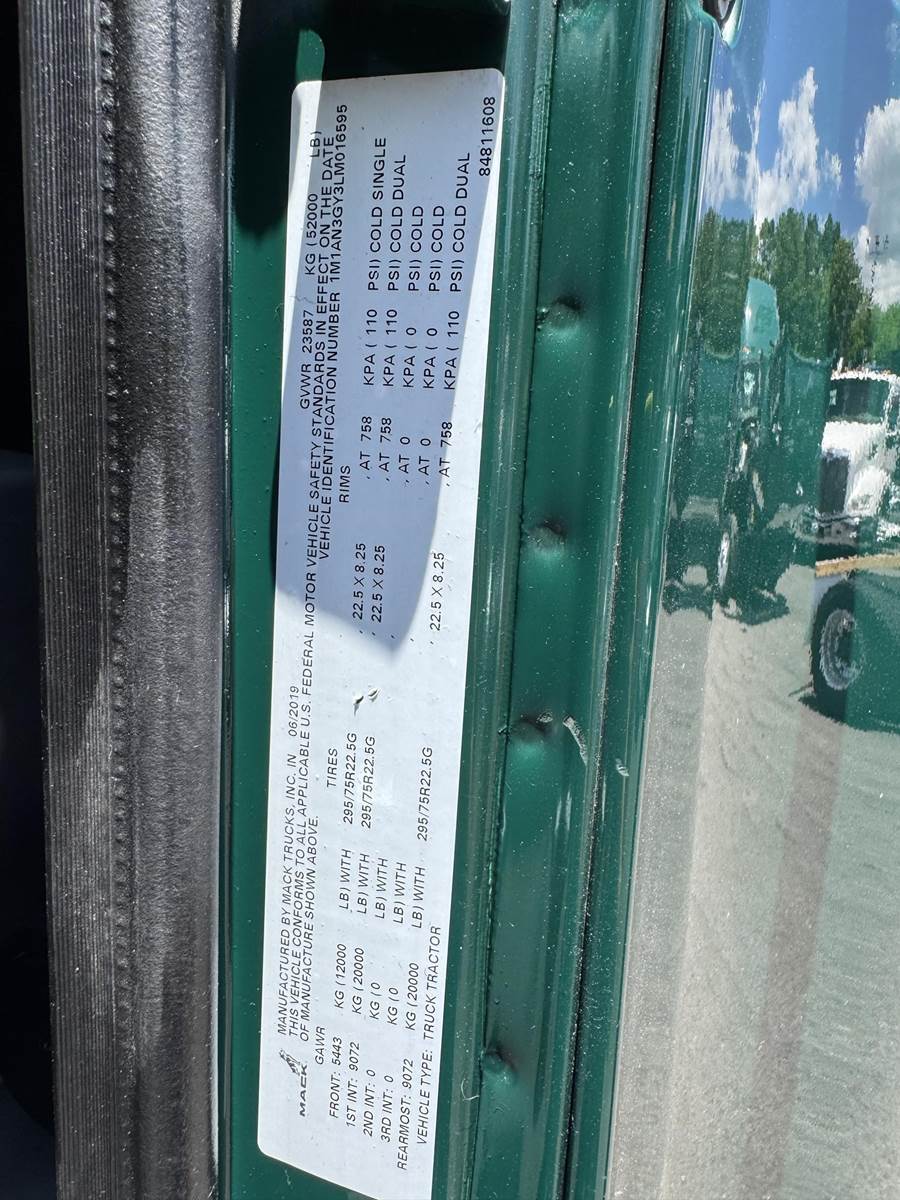 MACK
MANUFACTURED BY MACK TRUCKS, INC. IN 06/2019 GVWR 23587 / KG (52000 LB)
THIS VEHICLE CONFORMS TO ALL APPLICABLE U.S. FEDERAL MOTOR VEHICLE SAFETY STANDARDS IN EFFECT ON THE DATE
OF MANUFACTURE SHOWN ABOVE. VEHICLE IDENTIFICATION NUMBER 1M1AN3GY3LM016595
GAWR TIRES RIMS
FRONT: 5443 KG (12000 LB) WITH 295/75R22.5G , 22.5 X 8.25 , AT 758 KPA ( 110 PSI) COLD SINGLE
1ST INT: 9072 KG (20000 LB) WITH 295/75R22.5G , 22.5 X 8.25 , AT 758 KPA ( 110 PSI) COLD DUAL
2ND INT: 0 KG (0 LB) WITH , , AT 0 KPA ( 0 PSI) COLD
3RD INT: 0 KG (0 LB) WITH , , AT 0 KPA ( 0 PSI) COLD
REARMOST: 9072 KG (20000 LB) WITH 295/75R22.5G , 22.5 X 8.25 , AT 758 KPA ( 110 PSI) COLD DUAL
VEHICLE TYPE: TRUCK TRACTOR 84811608